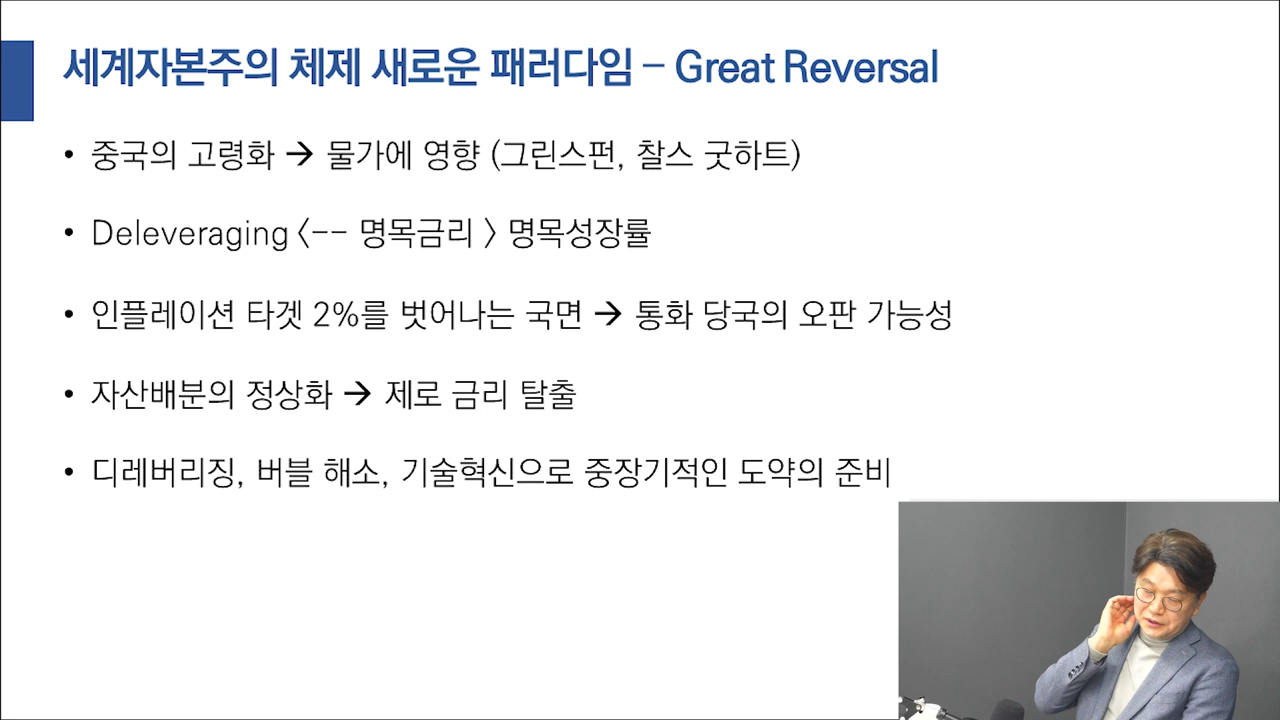 세계자본주의 체제 새로운 패러다임 – Great Reversal
• 중국의 고령화 → 물가에 영향 (그린스펀, 찰스 굿하트)
• Deleveraging <-- 명목금리 > 명목성장률
• 인플레이션 타겟 2%를 벗어나는 국면 → 통화 당국의 오판 가능성
• 자산배분의 정상화 → 제로 금리 탈출
• 디레버리징, 버블 해소, 기술혁신으로 중장기적인 도약의 준비